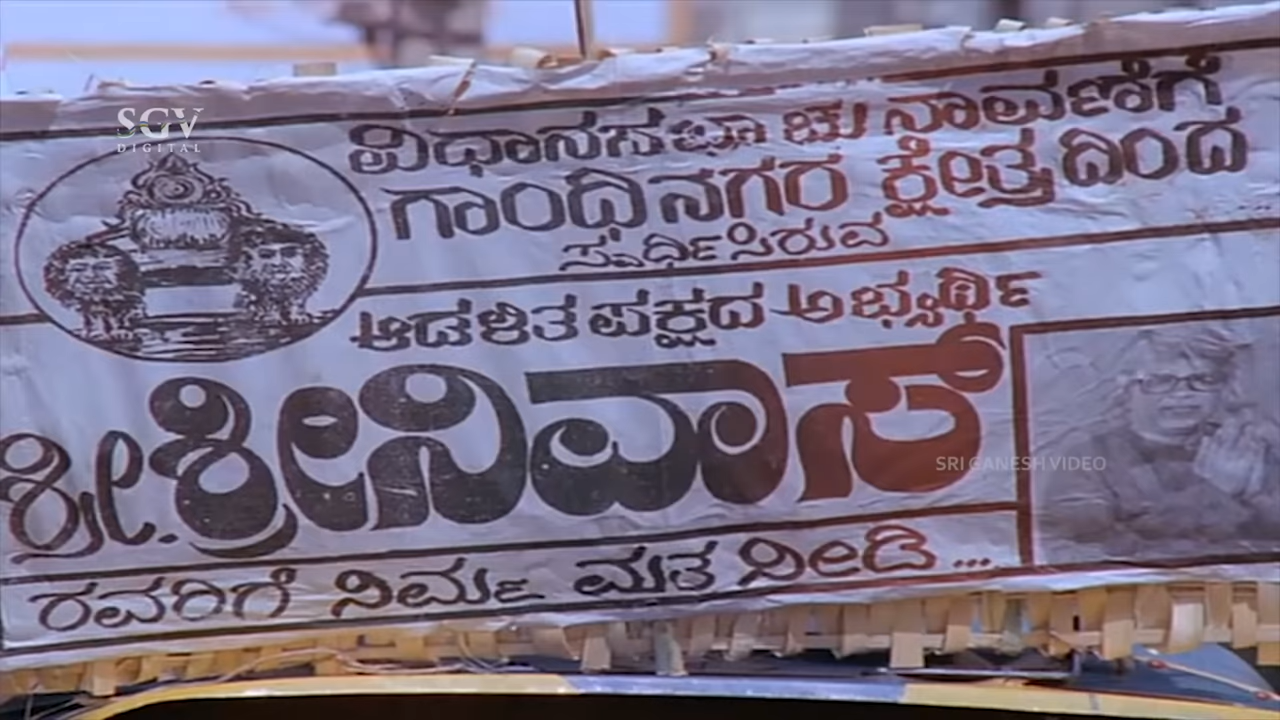 SGV
DIGITAL
ವಿಧಾನಸಭಾ ಚುನಾವಣೆಗೆ
ಗಾಂಧಿನಗರ ಕ್ಷೇತ್ರದಿಂದ
ಸ್ಪರ್ಧಿಸಿರುವ
ಆಡಳಿತ ಪಕ್ಷದ ಅಭ್ಯರ್ಥಿ
ಶ್ರೀ. ಶ್ರೀನಿವಾಸ್
SRI GANESH VIDEO
ರವರಿಗೆ ನಿರ್ಮ್ಮ ಮತ ನೀಡಿ...